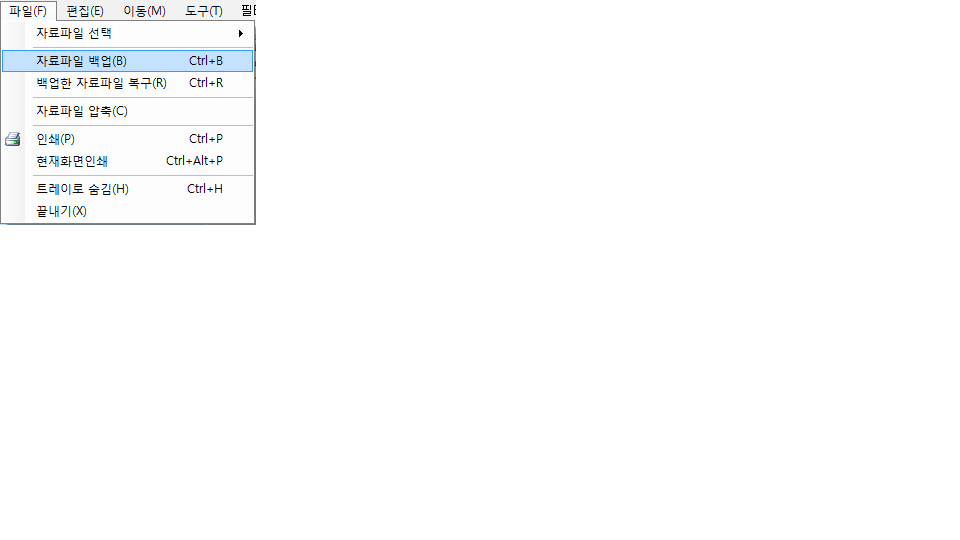 파일(F) 편집(E) 이동(M) 도구(T)
자료파일 선택
자료파일 백업(B) Ctrl+B
백업한 자료파일 복구(R) Ctrl+R
자료파일 압축(C)
인쇄(P) Ctrl+P
현재화면인쇄 Ctrl+Alt+P
트레이로 숨김(H) Ctrl+H
끝내기(X)